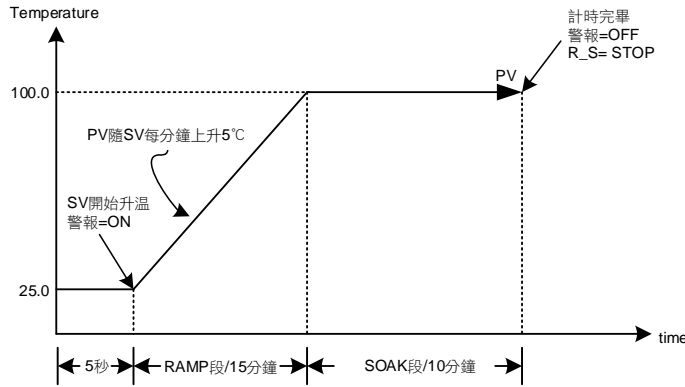 Temperature
計時完畢
警報=OFF
R_S= STOP
PV
100.0
PV隨SV每分鐘上升5℃
SV開始升温
警報=ON
25.0
time
5秒
RAMP段/15分鐘
SOAK段/10分鐘